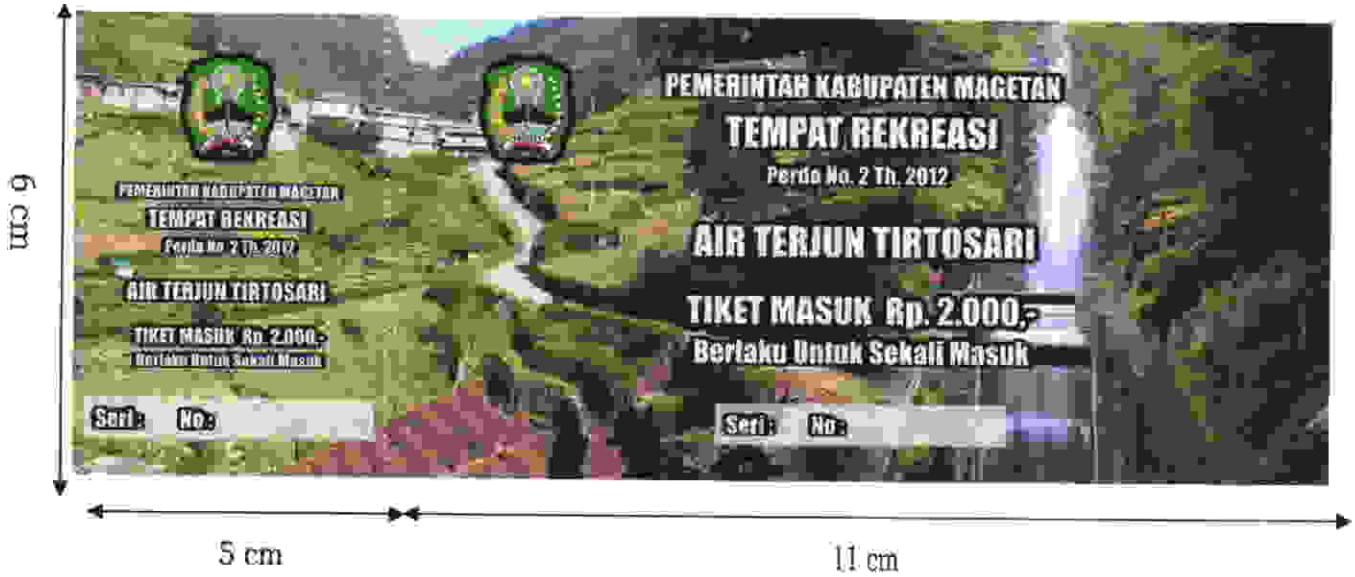 PEMERINTAH KABUPATEN MAGETAN
TEMPAT REKREASI
Perda No. 2 Th. 2012
AIR TERJUN TIRTOSARI
TIKET MASUK Rp. 2.000,-
Berlaku Untuk Sekali Masuk
Seri : No :
PEMERINTAH KABUPATEN MAGETAN
TEMPAT REKREASI
Perda No. 2 Th. 2012
AIR TERJUN TIRTOSARI
TIKET MASUK Rp. 2.000,-
Berlaku Untuk Sekali Masuk
Seri : No :
6 cm
5 cm
11 cm